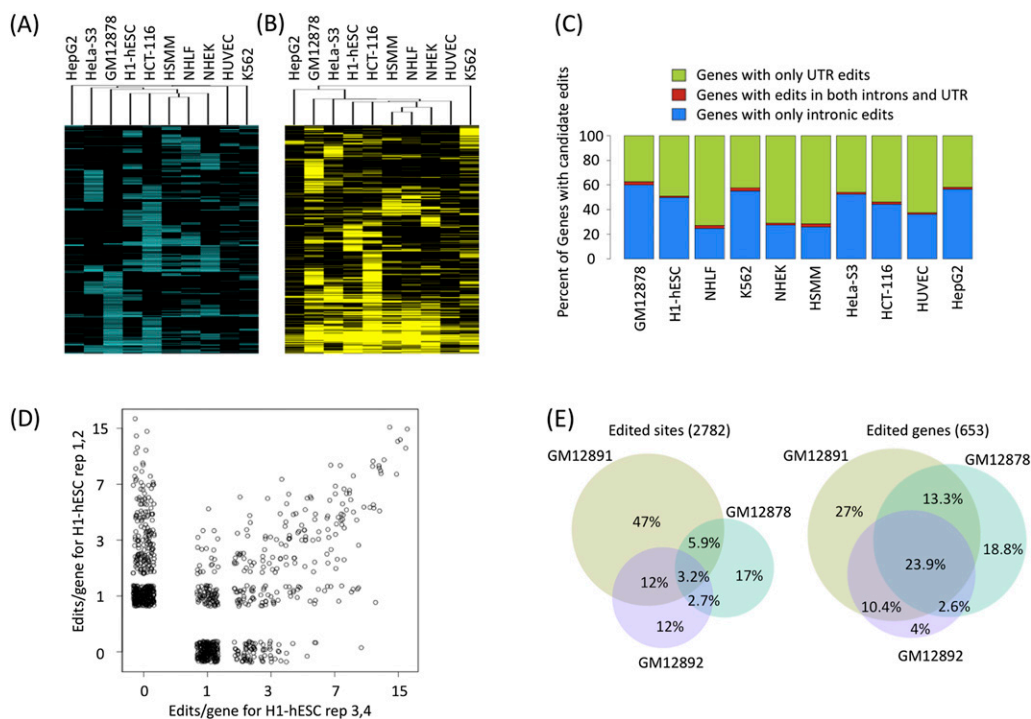 (A)
HepG2
HeLa-S3
GM12878
H1-hESC
HCT-116
HSMM
NHLF
NHEK
HUVEC
K562
(B)
HepG2
GM12878
HeLa-S3
H1-hESC
HCT-116
HSMM
NHLF
NHEK
HUVEC
K562
(C)
Genes with only UTR edits
Genes with edits in both introns and UTR
Genes with only intronic edits
Percent of Genes with candidate edits
100
80
60
40
20
0
GM12878
H1-hESC
NHLF
K562
NHEK
HSMM
HeLa-S3
HCT-116
HUVEC
HepG2
(D)
Edits/gene for H1-hESC rep 1,2
15
7
3
1
0
0 1 3 7 15
Edits/gene for H1-hESC rep 3,4
(E)
Edited sites (2782)
GM12891
GM12878
47%
5.9%
12%
3.2%
17%
2.7%
12%
GM12892
Edited genes (653)
GM12891
GM12878
27%
13.3%
18.8%
23.9%
10.4%
2.6%
4%
GM12892